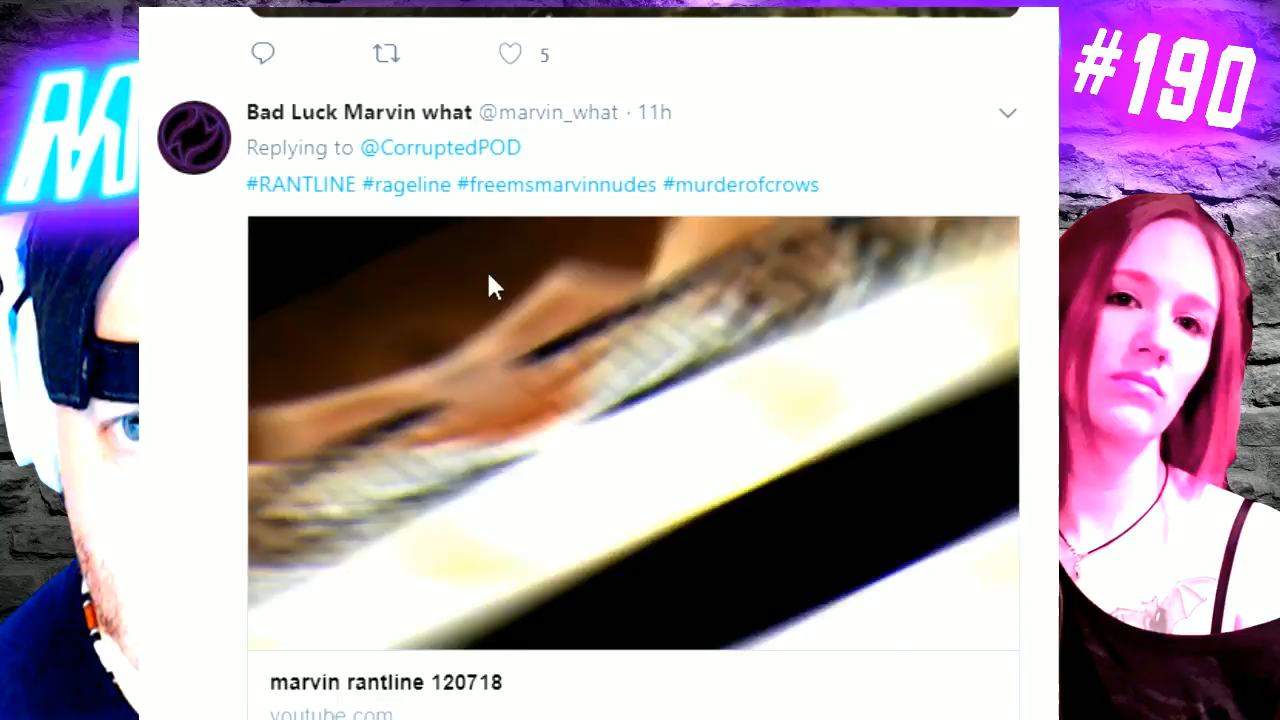 #190
5
Bad Luck Marvin what @marvin_what · 11h
Replying to @CorruptedPOD
#RANTLINE #rageline #freemsmarvinnudes #murderofcrows
marvin rantline 120718
youtube.com